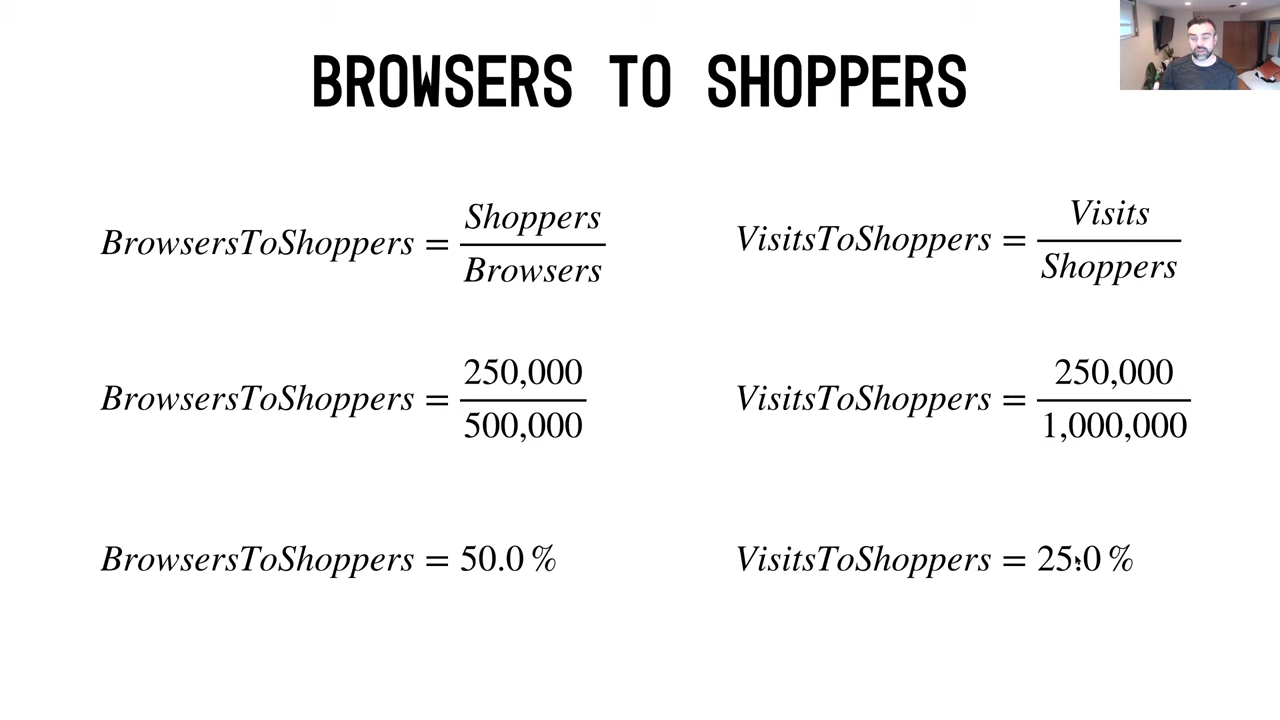 BROWSERS TO SHOPPERS
BrowsersToShoppers = Shoppers / Browsers
VisitsToShoppers = Visits / Shoppers
BrowsersToShoppers = 250,000 / 500,000
VisitsToShoppers = 250,000 / 1,000,000
BrowsersToShoppers = 50.0 %
VisitsToShoppers = 25.0 %